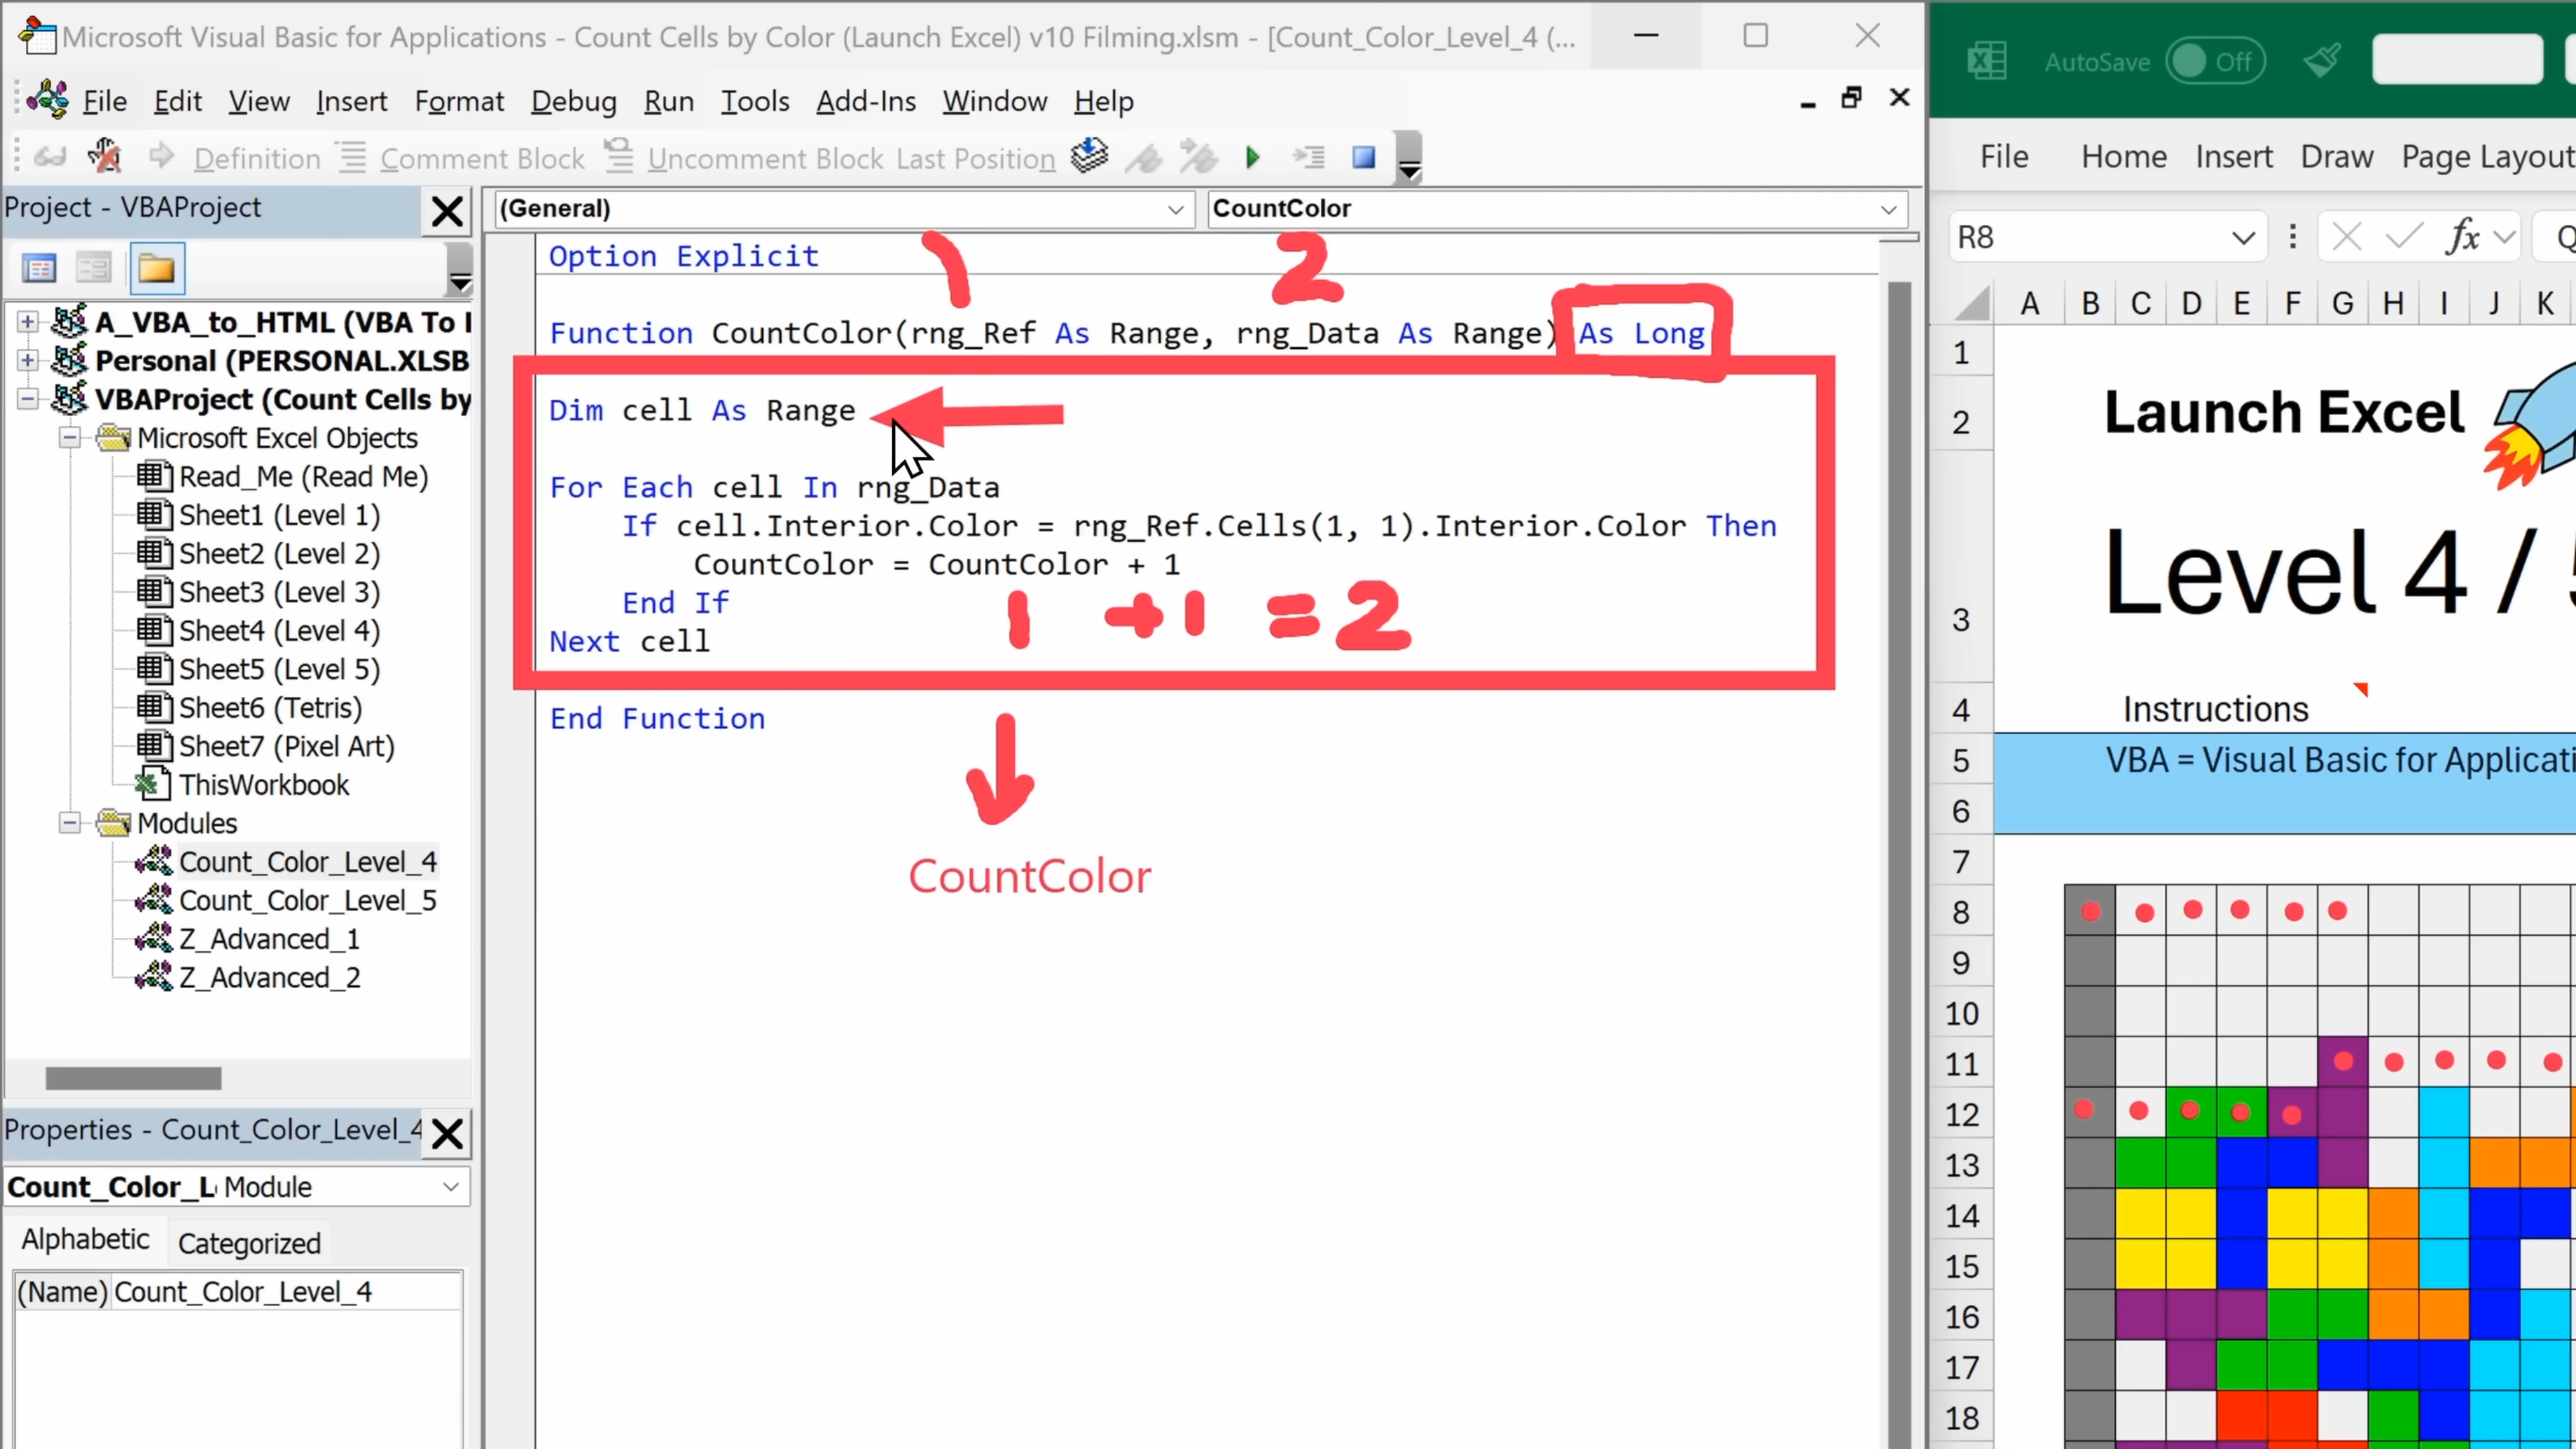 Microsoft Visual Basic for Applications - Count Cells by Color (Launch Excel) v10 Filming.xlsm - [Count_Color_Level_4 (...
File Edit View Insert Format Debug Run Tools Add-Ins Window Help
Definition Comment Block Uncomment Block Last Position
Project - VBAProject
A_VBA_to_HTML (VBA To
Personal (PERSONAL.XLSB
VBAProject (Count Cells by
Microsoft Excel Objects
Read_Me (Read Me)
Sheet1 (Level 1)
Sheet2 (Level 2)
Sheet3 (Level 3)
Sheet4 (Level 4)
Sheet5 (Level 5)
Sheet6 (Tetris)
Sheet7 (Pixel Art)
ThisWorkbook
Modules
Count_Color_Level_4
Count_Color_Level_5
Z_Advanced_1
Z_Advanced_2
Properties - Count_Color_Level_4
Count_Color_L Module
Alphabetic Categorized
(Name) Count_Color_Level_4
(General) CountColor
Option Explicit
1 2
Function CountColor(rng_Ref As Range, rng_Data As Range) As Long
Dim cell As Range
For Each cell In rng_Data
If cell.Interior.Color = rng_Ref.Cells(1, 1).Interior.Color Then
CountColor = CountColor + 1
End If
1 +1 =2
Next cell
End Function
CountColor
AutoSave Off
File Home Insert Draw Page Layout
R8 fx
A B C D E F G H I J K
1
2 Launch Excel
3 Level 4 /
4 Instructions
5 VBA = Visual Basic for Applicati
6
7
8
9
10
11
12
13
14
15
16
17
18